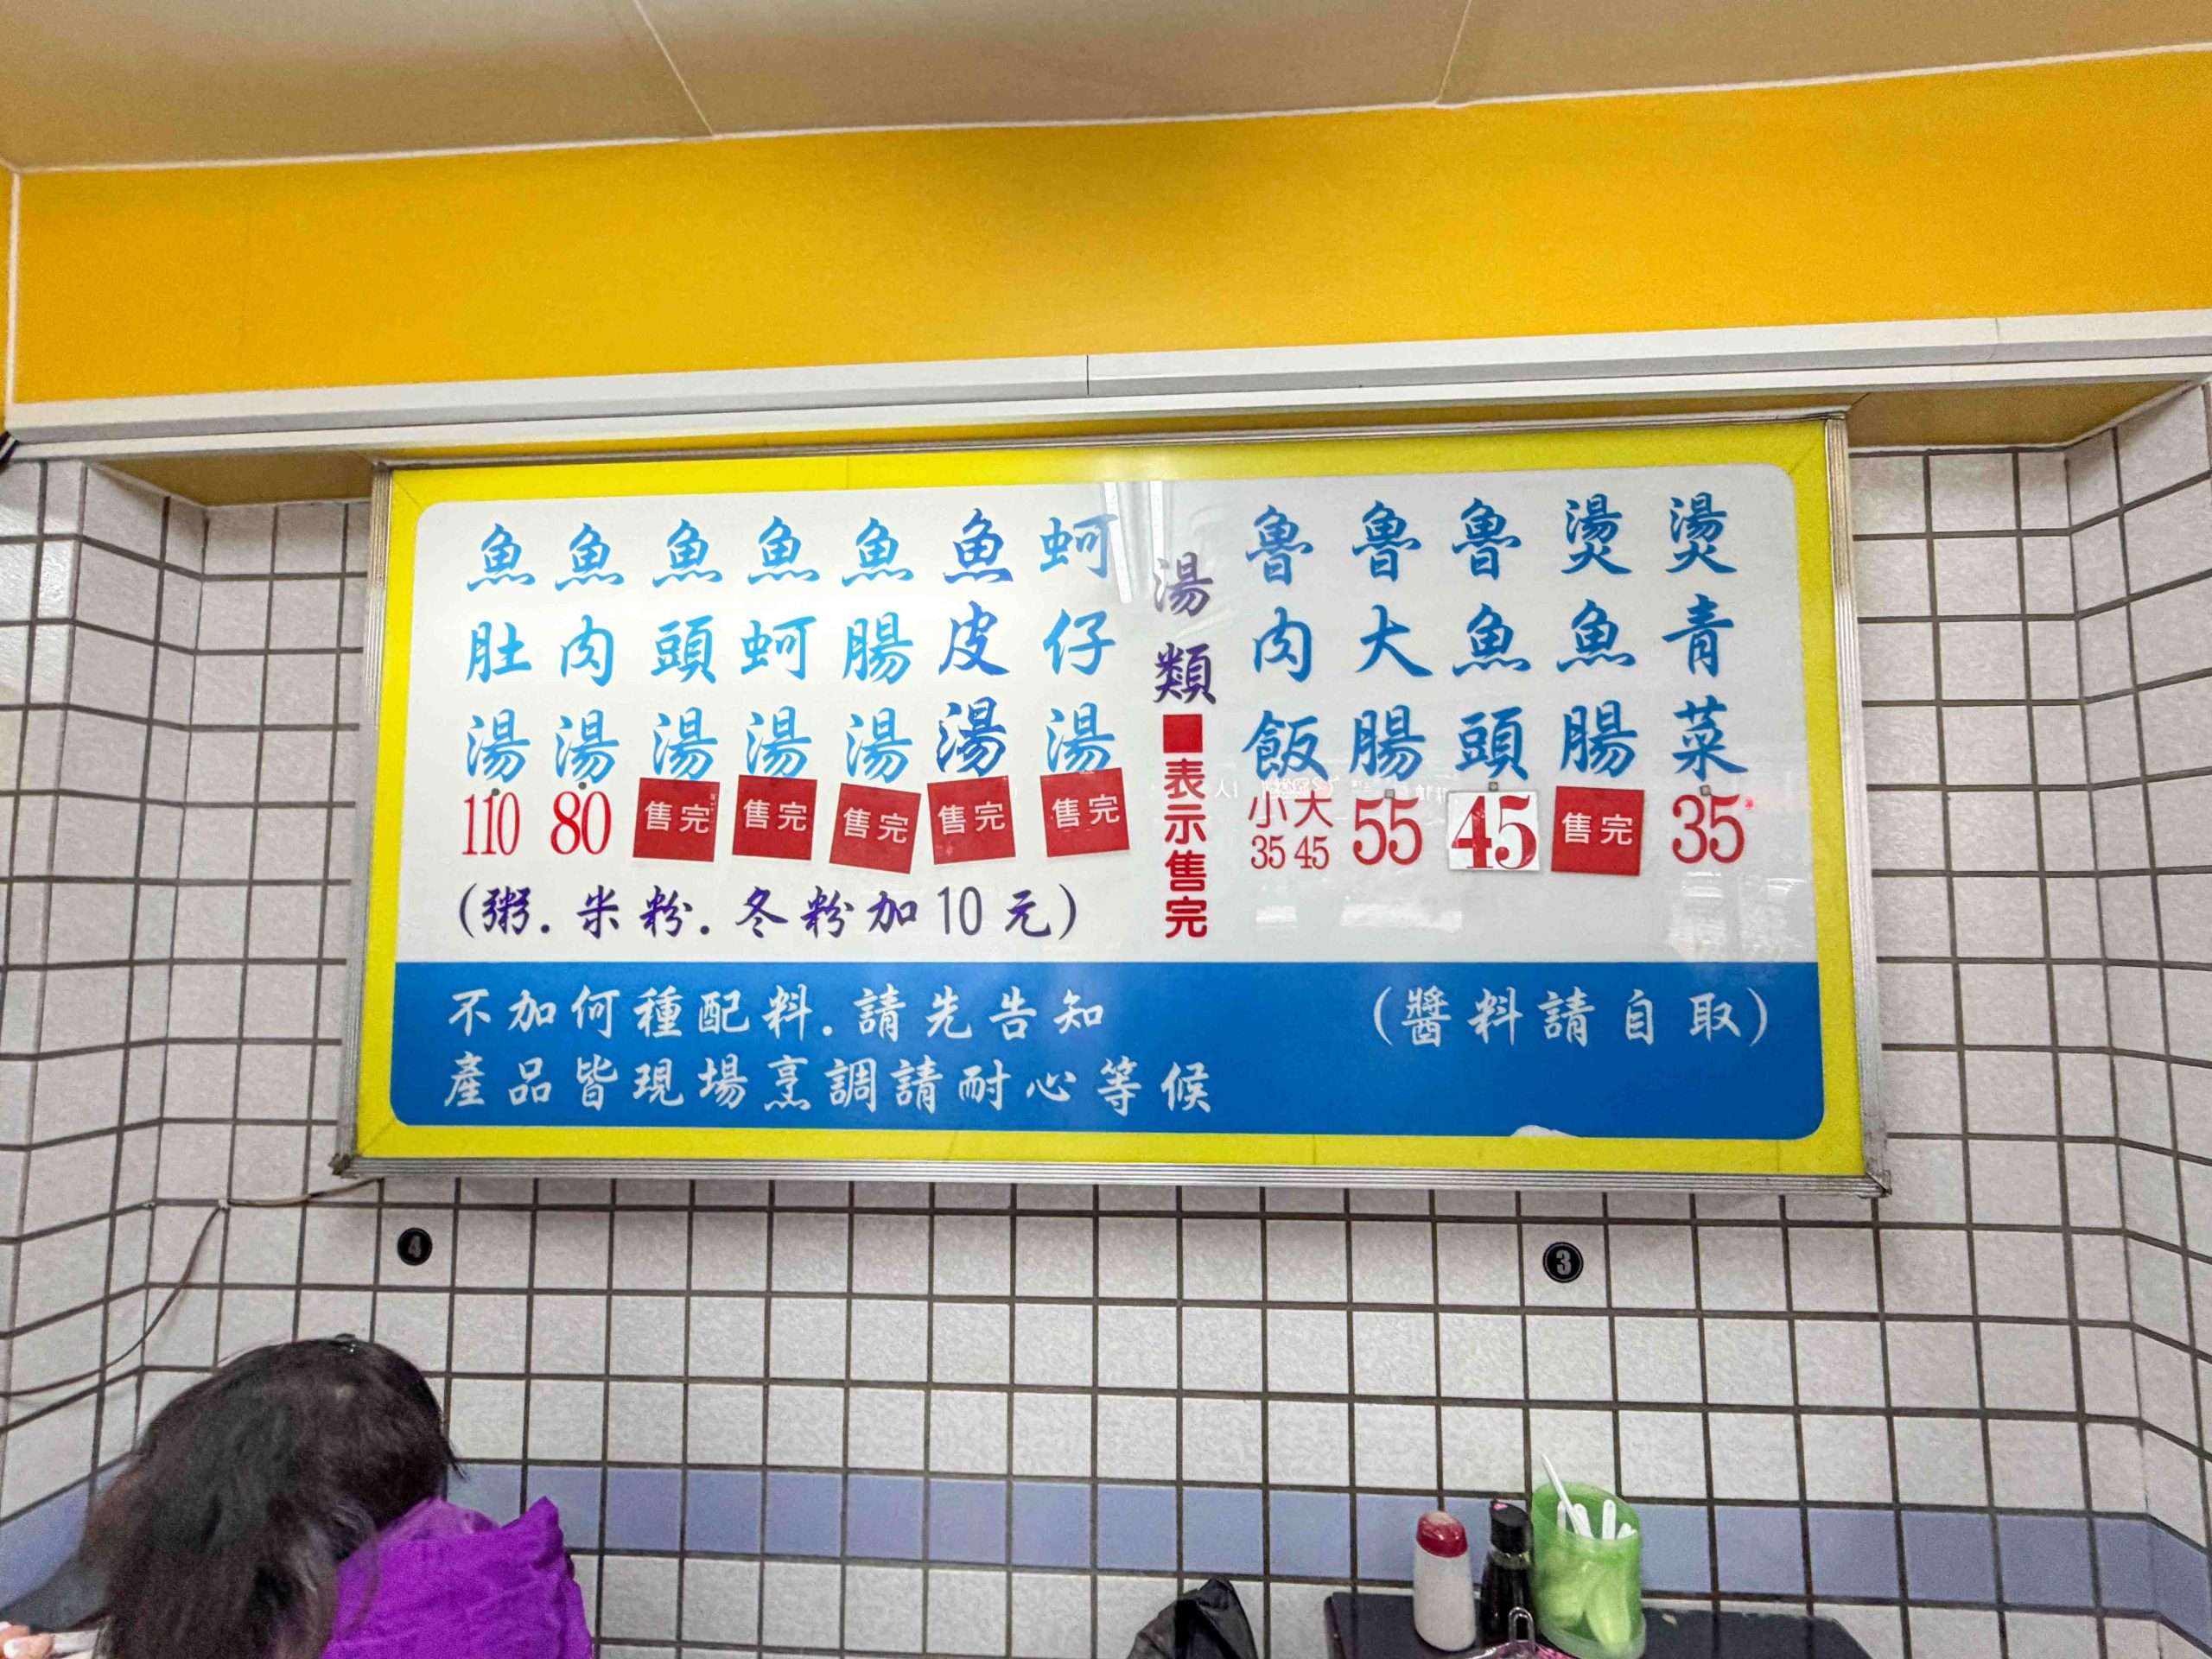 魚肚湯 110
魚肉湯 80
魚頭湯 售完
魚蚵湯 售完
魚腸湯 售完
魚皮湯 售完
蚵仔湯 售完
(粥.米粉.冬粉加10元)
湯類
■表示售完
魯肉飯 小35 大45
魯大腸 55
魯魚頭 45
燙魚腸 售完
燙青菜 35
不加何種配料.請先告知
(醬料請自取)
產品皆現場烹調請耐心等候
4
3